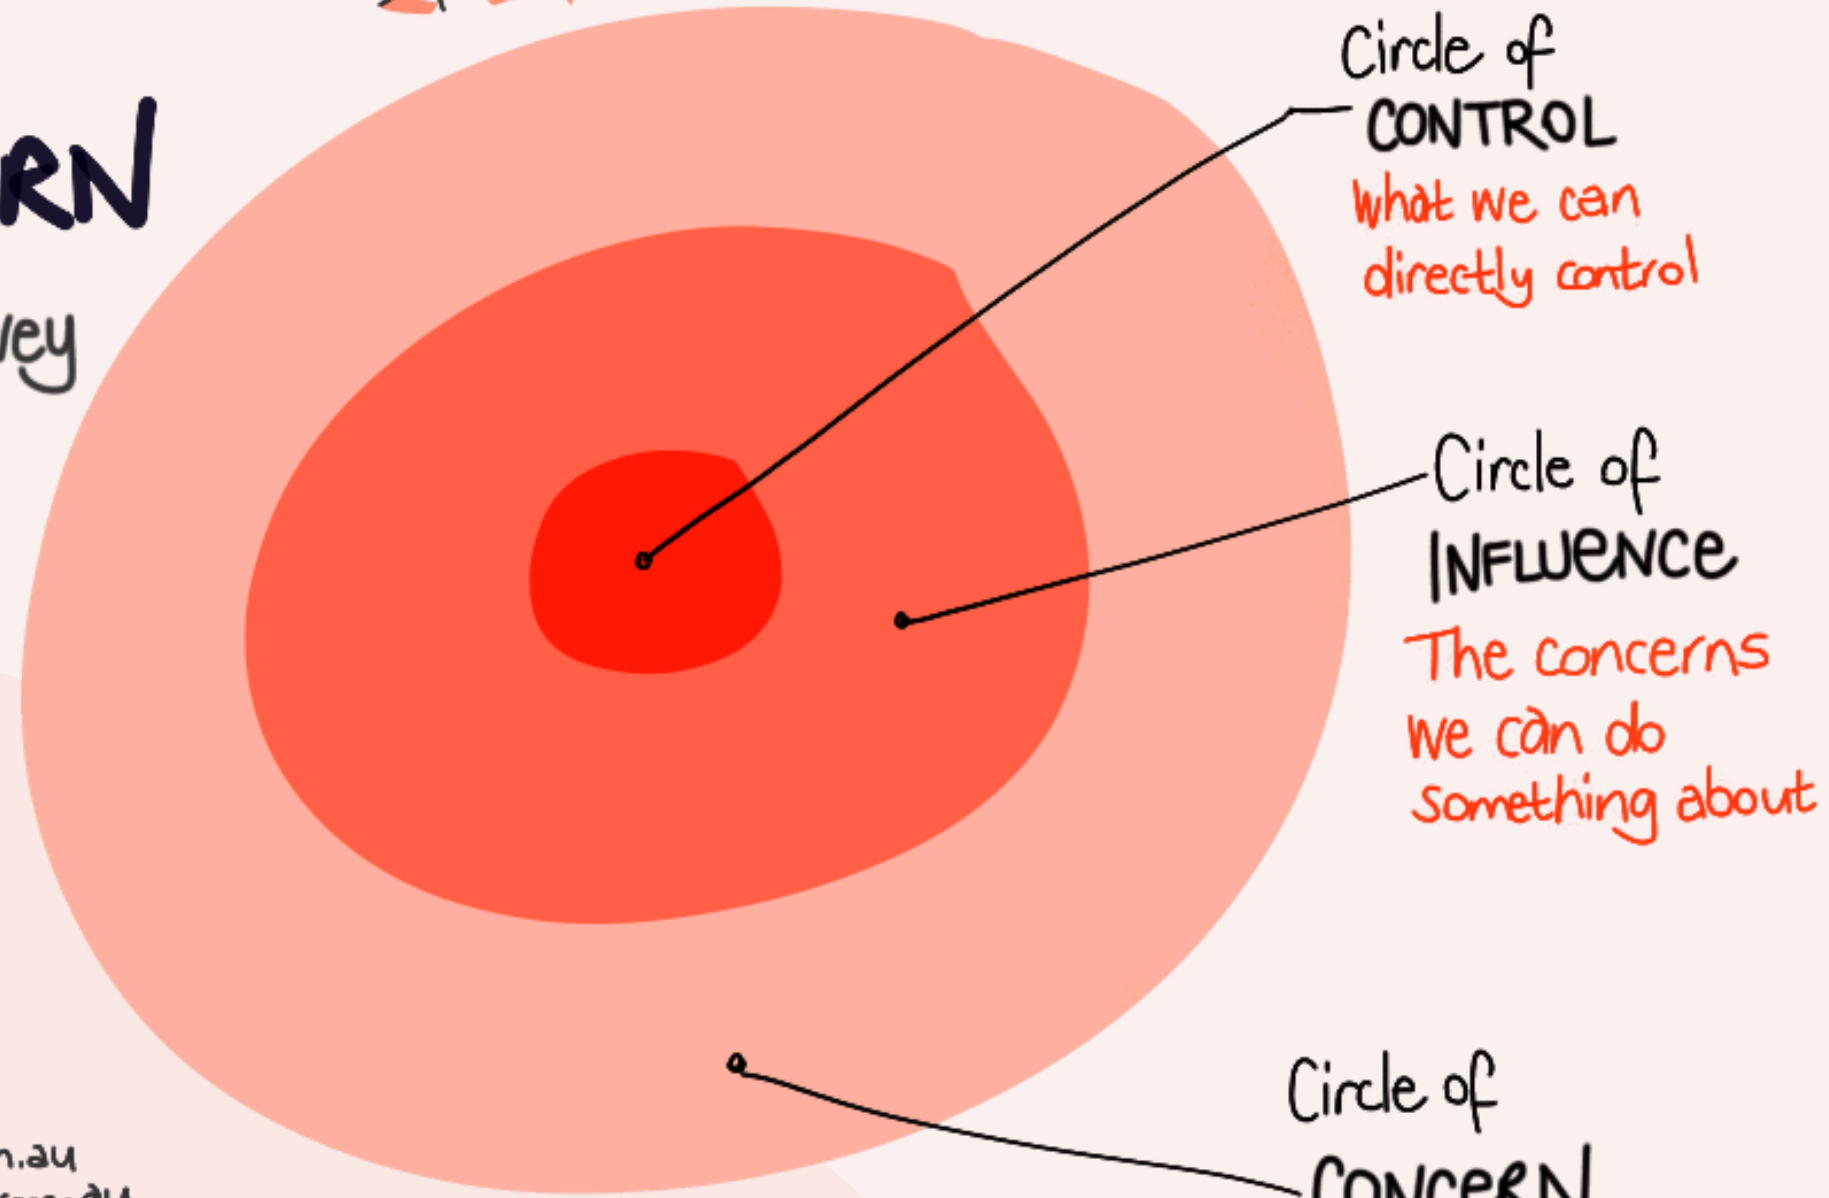 RN
vey
Circle of
CONTROL
What we can
directly control
Circle of
INFLUENCE
The concerns
we can do
something about
Circle of
CONCERN
n.au